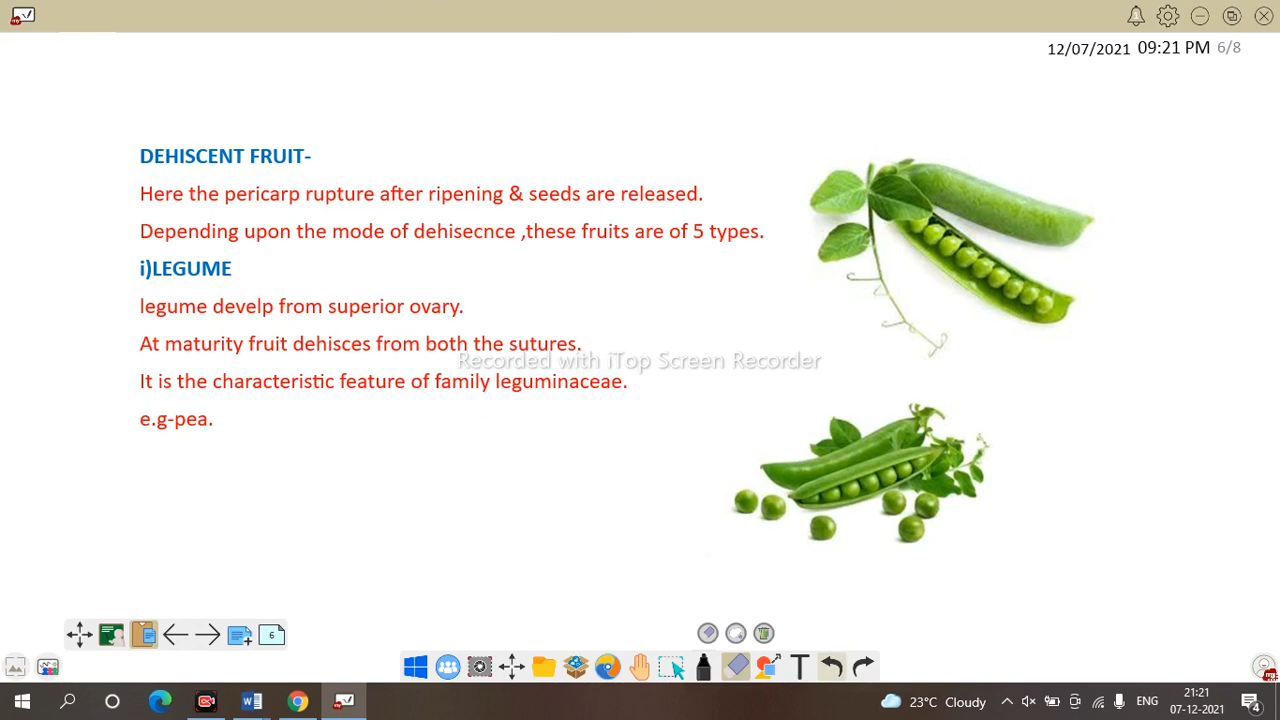 12/07/2021 09:21 PM 6/8
DEHISCENT FRUIT-
Here the pericarp rupture after ripening & seeds are released.
Depending upon the mode of dehisecnce ,these fruits are of 5 types.
i)LEGUME
legume develp from superior ovary.
At maturity fruit dehisces from both the sutures.
Recorded with iTop Screen Recorder
It is the characteristic feature of family leguminaceae.
e.g-pea.
6
T
23°C Cloudy
ENG
21:21
07-12-2021
4